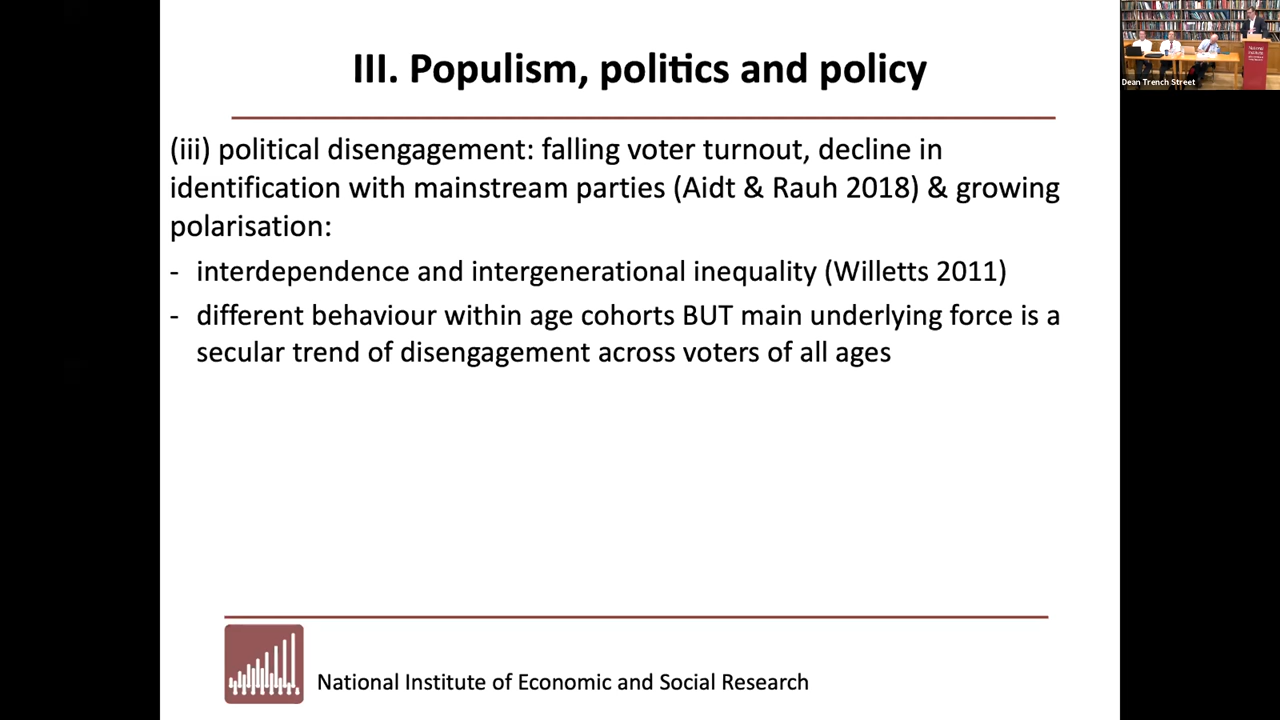 III. Populism, politics and policy
(iii) political disengagement: falling voter turnout, decline in
identification with mainstream parties (Aidt & Rauh 2018) & growing
polarisation:
- interdependence and intergenerational inequality (Willetts 2011)
- different behaviour within age cohorts BUT main underlying force is a
secular trend of disengagement across voters of all ages
National Institute of Economic and Social Research
Dean Trench Street